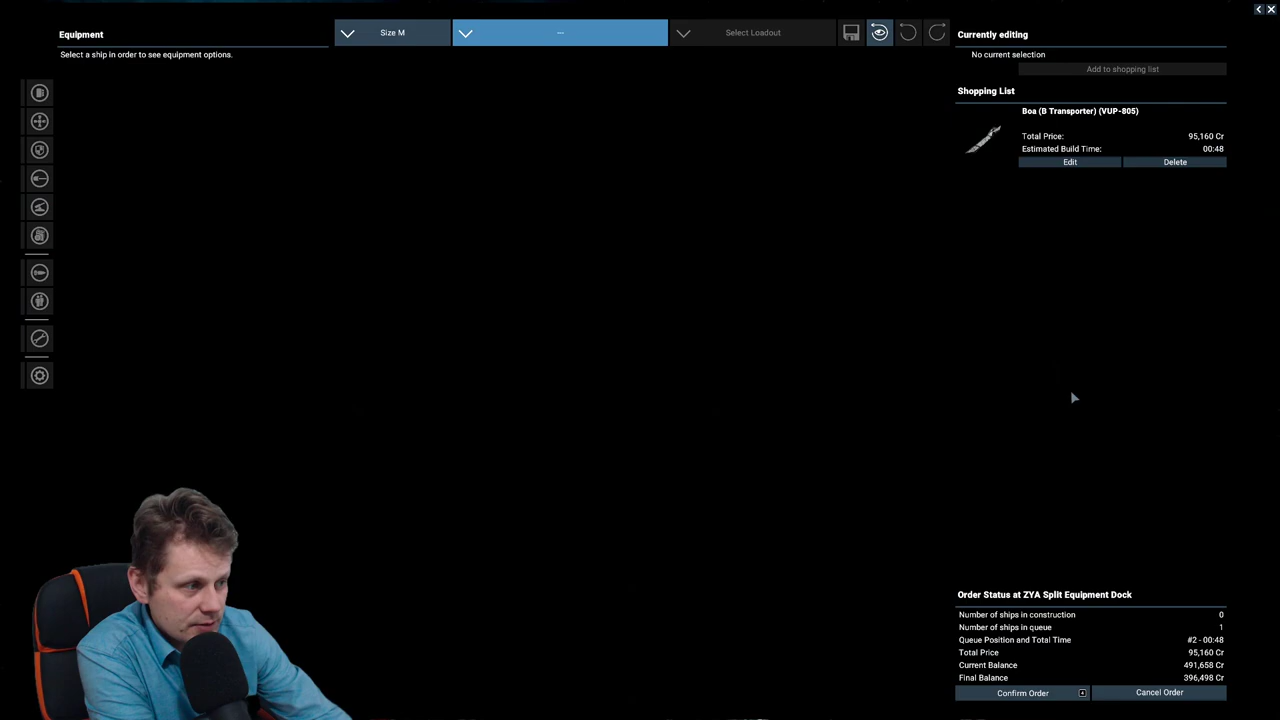 Equipment
Select a ship in order to see equipment options.
Size M
---
Select Loadout
Currently editing
No current selection
Add to shopping list
Shopping List
Boa (B Transporter) (VUP-805)
Total Price: 95,160 Cr
Estimated Build Time: 00:48
Edit Delete
Order Status at ZYA Split Equipment Dock
Number of ships in construction 0
Number of ships in queue 1
Queue Position and Total Time #2 - 00:48
Total Price 95,160 Cr
Current Balance 491,658 Cr
Final Balance 396,498 Cr
Confirm Order Cancel Order